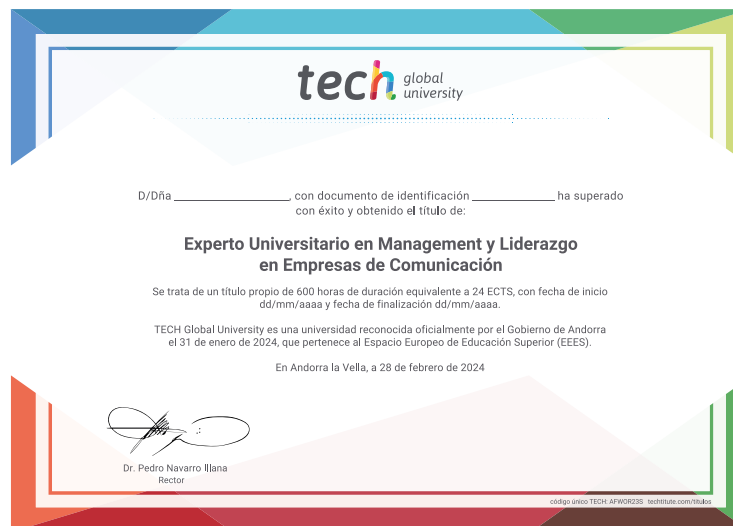 tech global university
D/Dña ____________________, con documento de identificación ______________ ha superado
con éxito y obtenido el título de:
Experto Universitario en Management y Liderazgo
en Empresas de Comunicación
Se trata de un título propio de 600 horas de duración equivalente a 24 ECTS, con fecha de inicio
dd/mm/aaaa y fecha de finalización dd/mm/aaaa.
TECH Global University es una universidad reconocida oficialmente por el Gobierno de Andorra
el 31 de enero de 2024, que pertenece al Espacio Europeo de Educación Superior (EEES).
En Andorra la Vella, a 28 de febrero de 2024
Dr. Pedro Navarro Illana
Rector
código único TECH: AFWOR23S techtitute.com/titulos